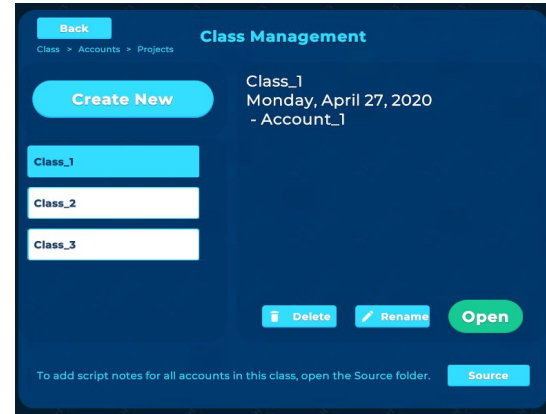 Back
Class Management
Class > Accounts > Projects
Create New
Class_1
Monday, April 27, 2020
- Account_1
Class_1
Class_2
Class_3
Delete
Rename
Open
To add script notes for all accounts in this class, open the Source folder.
Source